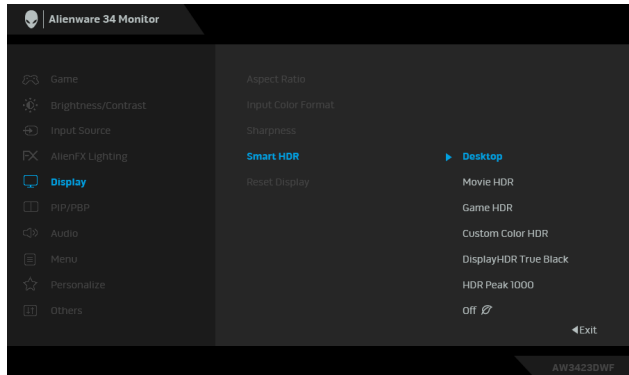 Alienware 34 Monitor
Game
Brightness/Contrast
Input Source
FX AlienFX Lighting
Display
PIP/PBP
Audio
Menu
Personalize
Others
Aspect Ratio
Input Color Format
Sharpness
Smart HDR
Reset Display
Desktop
Movie HDR
Game HDR
Custom Color HDR
DisplayHDR True Black
HDR Peak 1000
Off
Exit
AW3423DWF